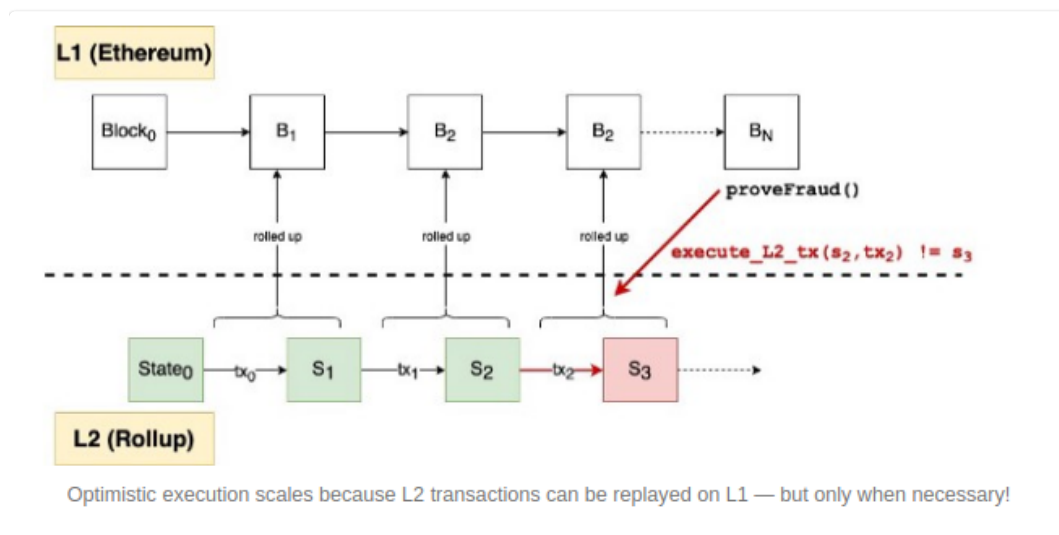 L1 (Ethereum)
Block0
B1
B2
B2
BN
proveFraud()
rolled up
rolled up
rolled up
execute_L2_tx(s2,tx2) != s3
State0
tx0
S1
tx1
S2
tx2
S3
L2 (Rollup)
Optimistic execution scales because L2 transactions can be replayed on L1 — but only when necessary!